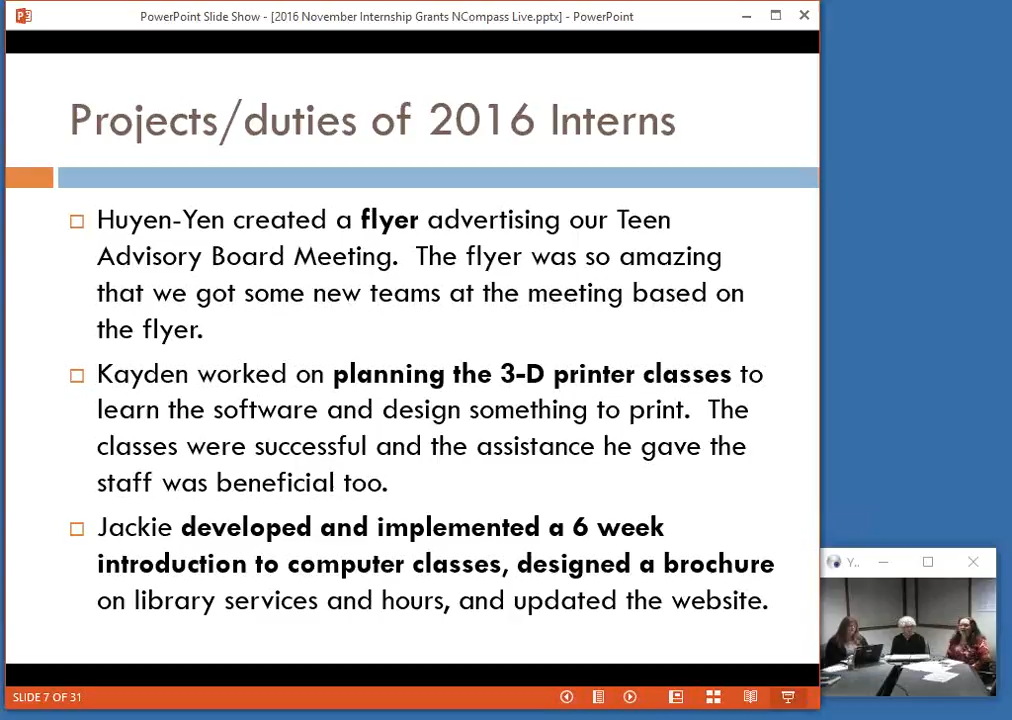 PowerPoint Slide Show - [2016 November Internship Grants NCompass Live.pptx] - PowerPoint
Projects/duties of 2016 Interns
Huyen-Yen created a flyer advertising our Teen
Advisory Board Meeting. The flyer was so amazing
that we got some new teams at the meeting based on
the flyer.
Kayden worked on planning the 3-D printer classes to
learn the software and design something to print. The
classes were successful and the assistance he gave the
staff was beneficial too.
Jackie developed and implemented a 6 week
introduction to computer classes, designed a brochure
on library services and hours, and updated the website.
Y..
SLIDE 7 OF 31